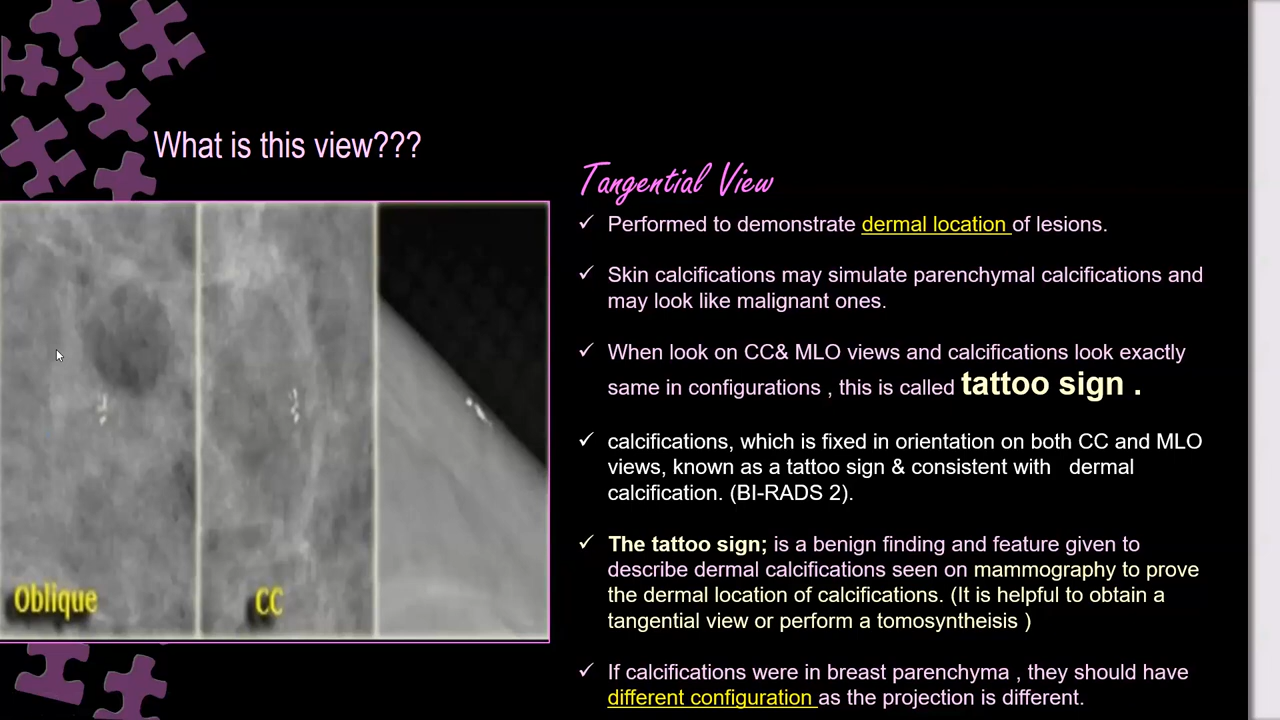 What is this view???
Tangential View
Performed to demonstrate dermal location of lesions.
Skin calcifications may simulate parenchymal calcifications and
may look like malignant ones.
When look on CC& MLO views and calcifications look exactly
same in configurations , this is called tattoo sign .
calcifications, which is fixed in orientation on both CC and MLO
views, known as a tattoo sign & consistent with dermal
calcification. (BI-RADS 2).
The tattoo sign; is a benign finding and feature given to
describe dermal calcifications seen on mammography to prove
the dermal location of calcifications. (It is helpful to obtain a
tangential view or perform a tomosyntheisis )
If calcifications were in breast parenchyma , they should have
different configuration as the projection is different.
Oblique
CC